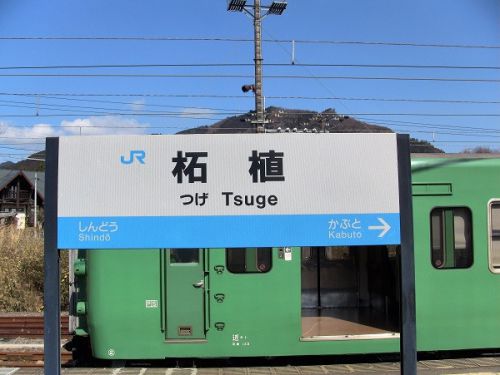 JR 柘植
つげ Tsuge
しんどう かぶと →
Shindō Kabuto